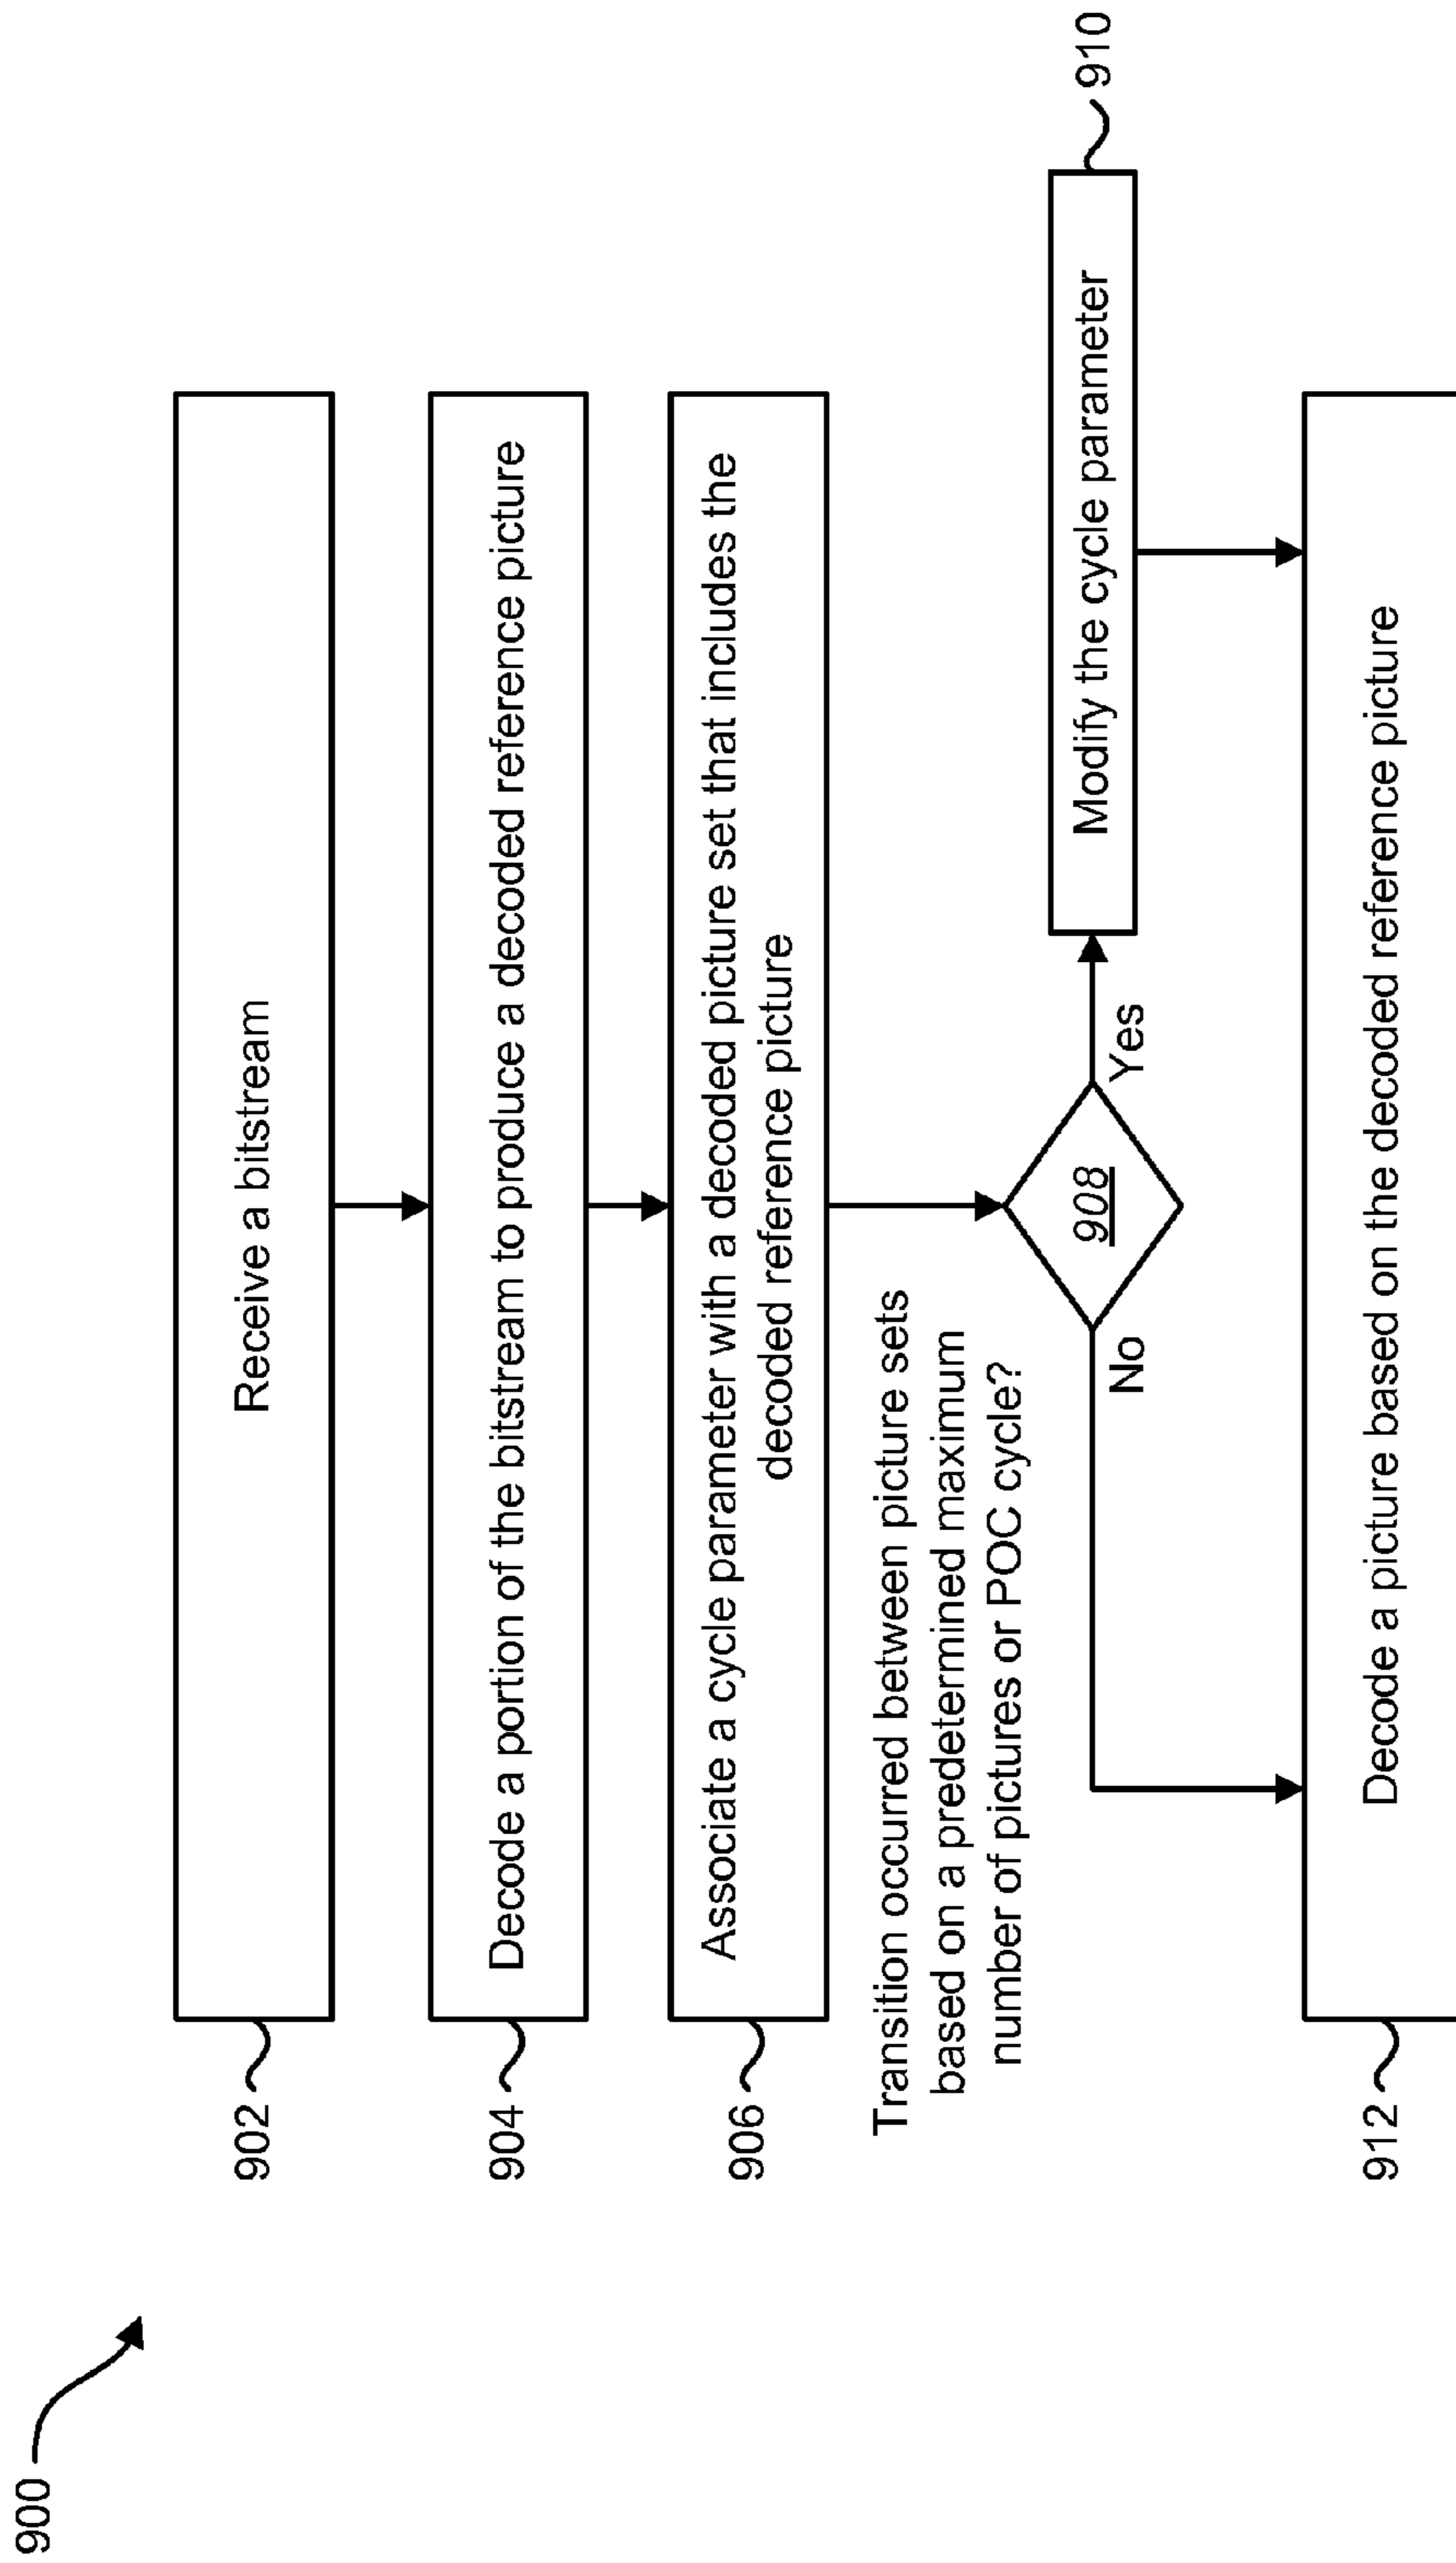 900
902
Receive a bitstream
904
Decode a portion of the bitstream to produce a decoded reference picture
906
Associate a cycle parameter with a decoded picture set that includes the
decoded reference picture
Transition occurred between picture sets
based on a predetermined maximum
number of pictures or POC cycle?
908
No
Yes
Modify the cycle parameter
910
912
Decode a picture based on the decoded reference picture